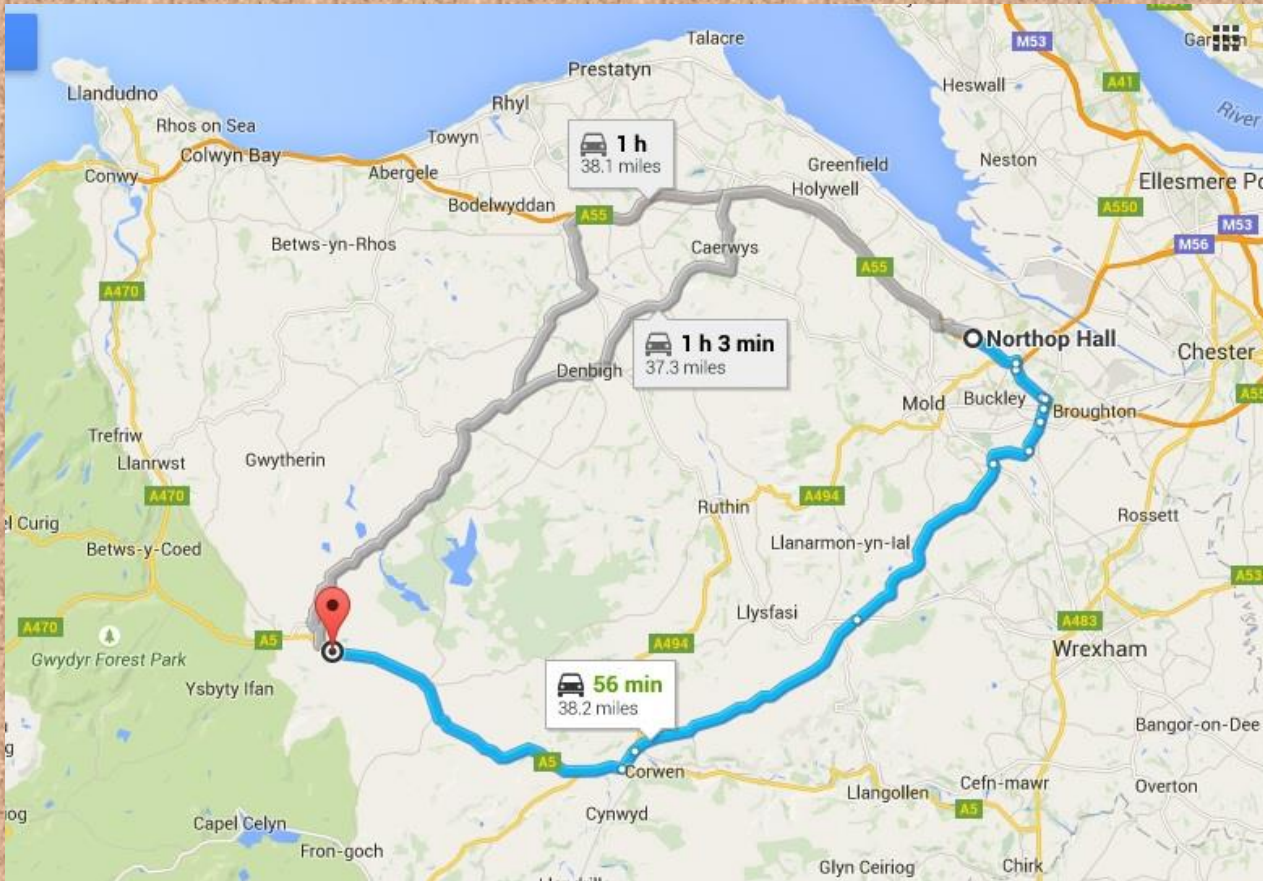 Talacre
M53
Prestatyn
Heswall
A41
Llandudno
Rhyl
Rhos on Sea
Towyn
River
Colwyn Bay
1 h
38.1 miles
Greenfield
Neston
Conwy
Abergele
Holywell
Ellesmere
Bodelwyddan
A55
A550
M53
Betws-yn-Rhos
Caerwys
M56
A55
A470
Northop Hall
1 h 3 min
37.3 miles
Chester
Denbigh
Mold
Buckley
Broughton
Trefriw
Llanrwst
Gwytherin
A470
A494
Ruthin
Rossett
Curig
Betws-y-Coed
Llanarmon-yn-Ial
Llysfasi
A470
A5
A494
A483
Wrexham
Gwydyr Forest Park
56 min
38.2 miles
Ysbyty Ifan
Bangor-on-Dee
A5
Corwen
Cefn-mawr
Overton
Llangollen
A5
Cynwyd
Capel Celyn
Fron-goch
Glyn Ceiriog
Chirk